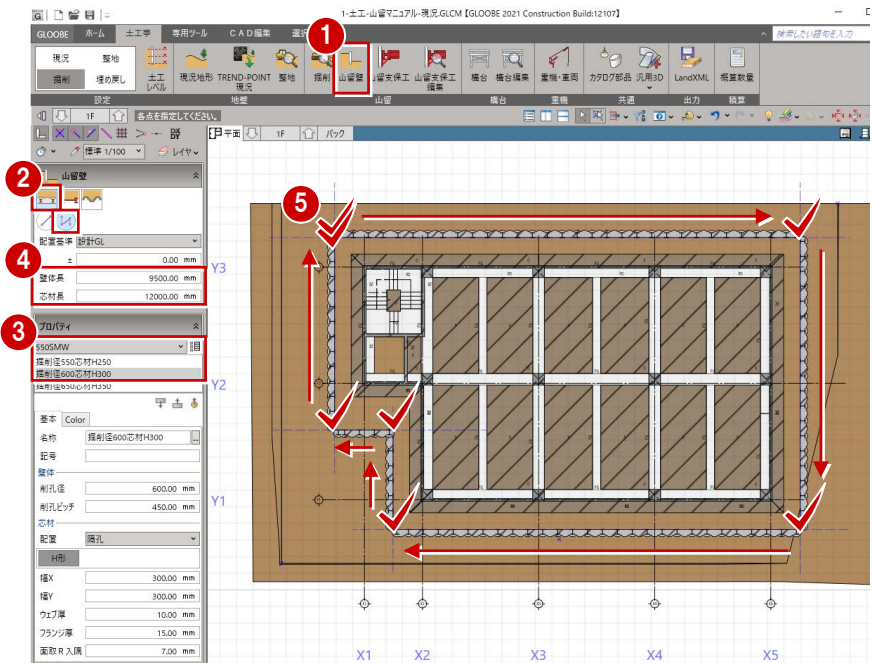 1-土工-山留マニュアル-現況.GLCM【GLOOBE 2021 Construction Build:12107】
GLOOBE ホーム 土工事 専用ツール CAD編集 選択
検索したい語句を入力
1
現況 整地
掘削 埋め戻し
土工レベル
現況地形
TREND-POINT現況
整地
掘削
山留壁
山留支保工
山留支保工編集
構台
構台編集
重機・車両
カタログ部品
汎用3D
LandXML
概算数量
設定 地盤 山留 構台 重機 共通 出力 積算
1F 各点を指定してください。
平面 1F バック
標準 1/100 レイヤ
2
山留壁
配置基準 設計GL
± 0.00 mm
4
壁体長 9500.00 mm
芯材長 12000.00 mm
プロパティ
3
550SMW
掘削径550芯材H250
掘削径600芯材H300
掘削径650芯材H350
基本 Color
名称 掘削径600芯材H300 ...
記号
壁体
削孔径 600.00 mm
削孔ピッチ 450.00 mm
芯材
配置 隔孔
H形
幅X 300.00 mm
幅Y 300.00 mm
ウェブ厚 10.00 mm
フランジ厚 15.00 mm
面取R入隅 7.00 mm
5
Y3
Y2
Y1
X1 X2 X3 X4 X5